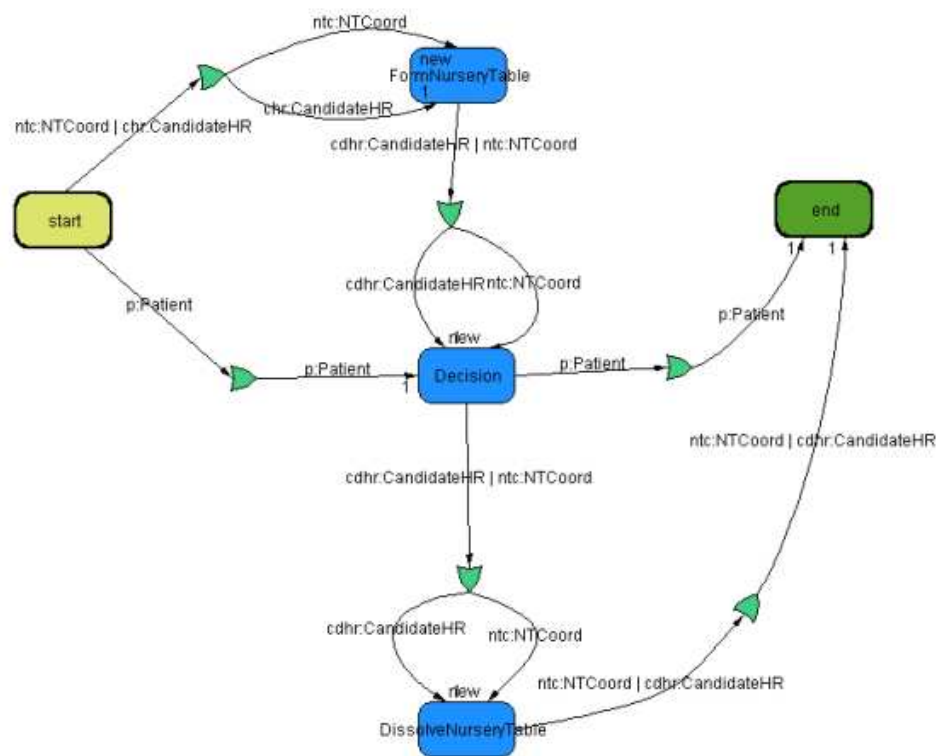 ntc:NTCoord
new
FormNurseryTable
1
chr:CandidateHR
ntc:NTCoord | chr:CandidateHR
cdhr:CandidateHR | ntc:NTCoord
start
end
1
1
cdhr:CandidateHR
ntc:NTCoord
p:Patient
p:Patient
new
p:Patient
Decision
1
p:Patient
ntc:NTCoord | cdhr:CandidateHR
cdhr:CandidateHR | ntc:NTCoord
cdhr:CandidateHR
ntc:NTCoord
ntc:NTCoord | cdhr:CandidateHR
new
DissolveNurseryTable